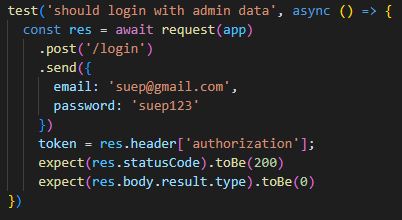 test('should login with admin data', async () => {
  const res = await request(app)
    .post('/login')
    .send({
      email: 'suep@gmail.com',
      password: 'suep123'
    })
    token = res.header['authorization'];
    expect(res.statusCode).toBe(200)
    expect(res.body.result.type).toBe(0)
})